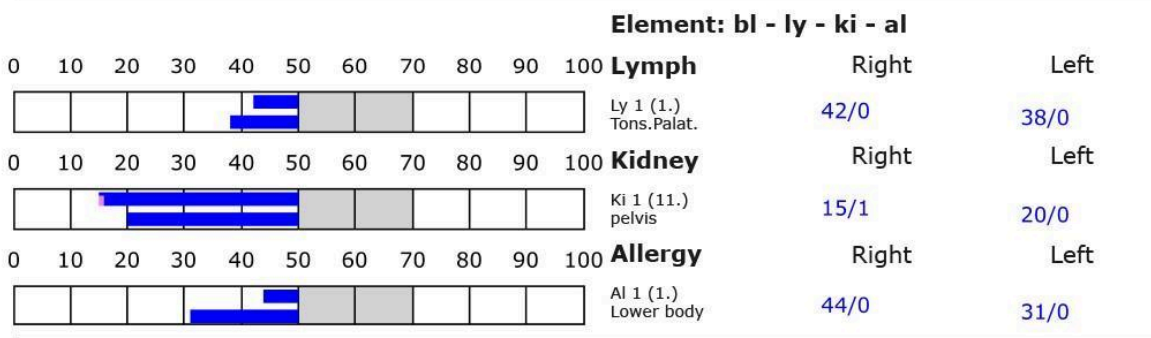 Element: bl - ly - ki - al
0 10 20 30 40 50 60 70 80 90 100 Lymph Right Left
Ly 1 (1.) 42/0 38/0
Tons.Palat.
0 10 20 30 40 50 60 70 80 90 100 Kidney Right Left
Ki 1 (11.) 15/1 20/0
pelvis
0 10 20 30 40 50 60 70 80 90 100 Allergy Right Left
Al 1 (1.) 44/0 31/0
Lower body